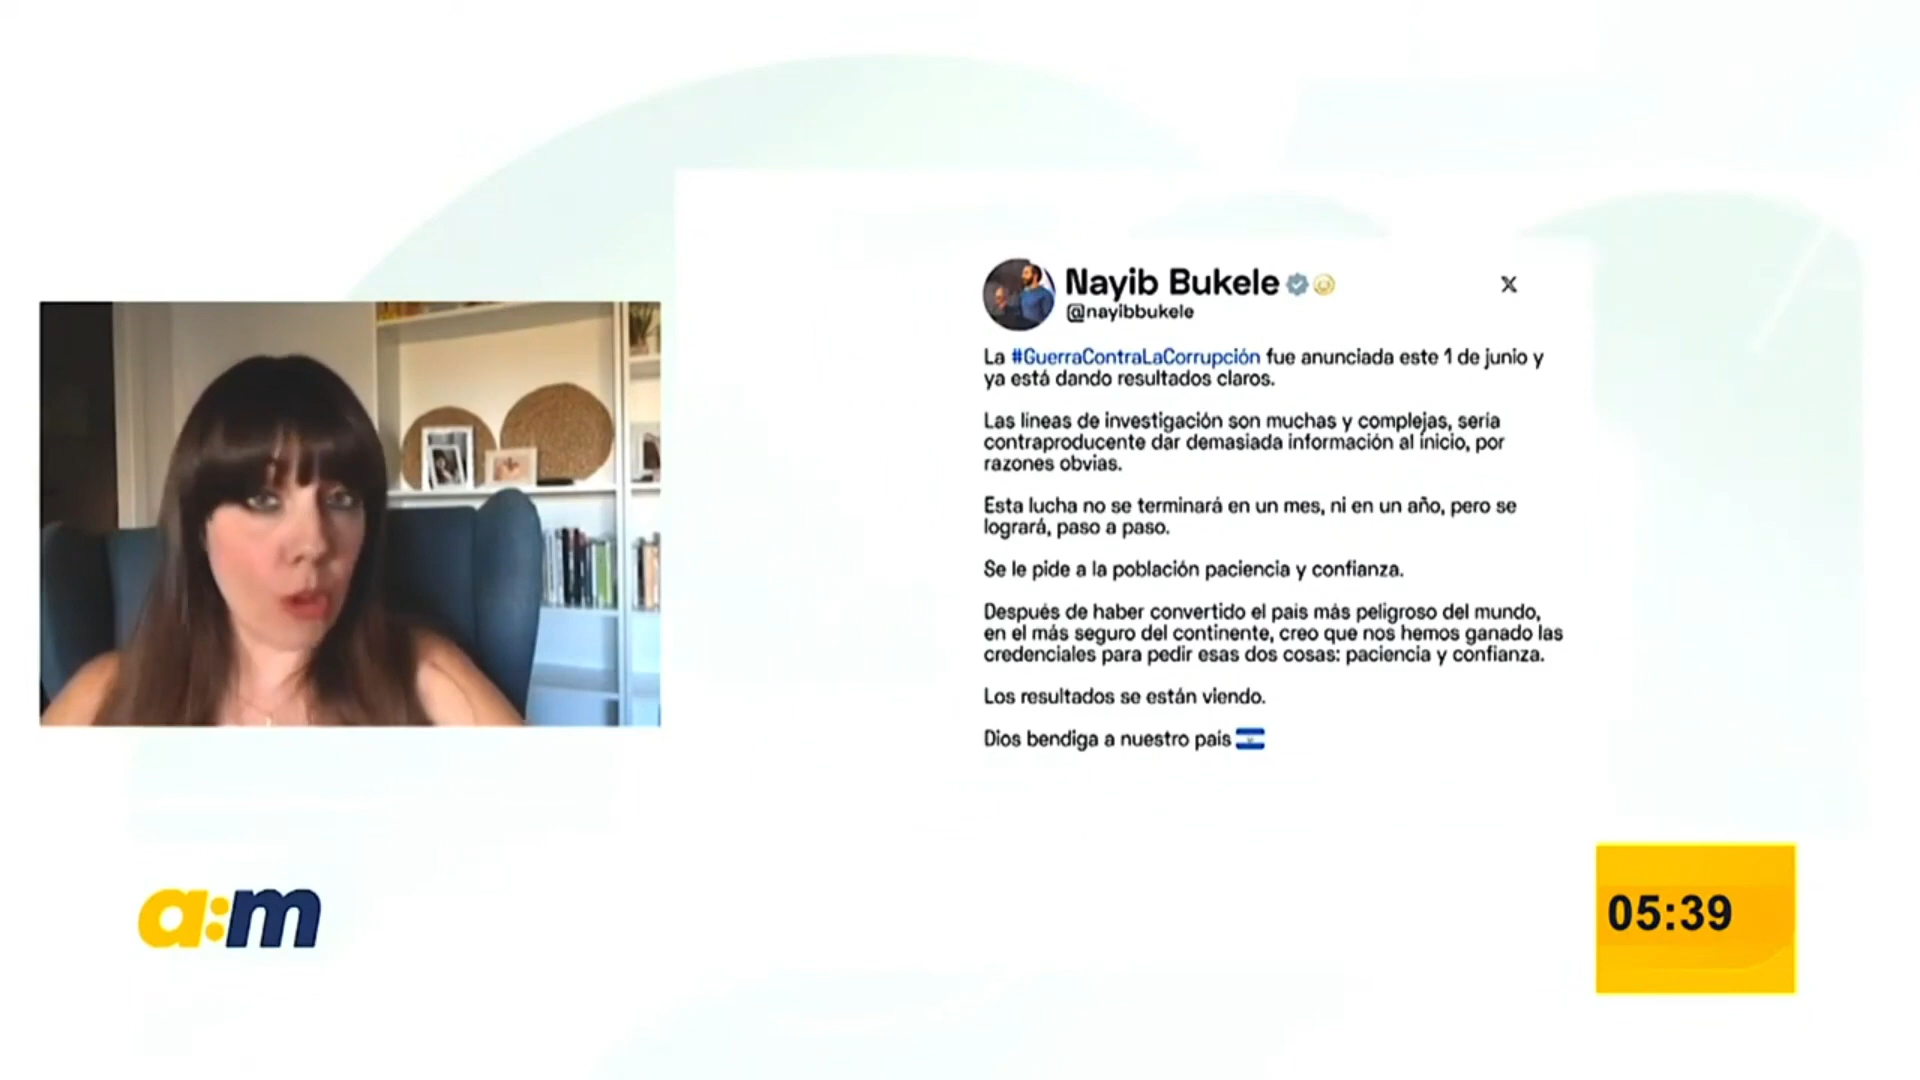 Nayib Bukele
@nayibbukele
La #GuerraContraLaCorrupción fue anunciada este 1 de junio y
ya está dando resultados claros.
Las líneas de investigación son muchas y complejas, sería
contraproducente dar demasiada información al inicio, por
razones obvias.
Esta lucha no se terminará en un mes, ni en un año, pero se
logrará, paso a paso.
Se le pide a la población paciencia y confianza.
Después de haber convertido el país más peligroso del mundo,
en el más seguro del continente, creo que nos hemos ganado las
credenciales para pedir esas dos cosas: paciencia y confianza.
Los resultados se están viendo.
Dios bendiga a nuestro país
a:m
05:39